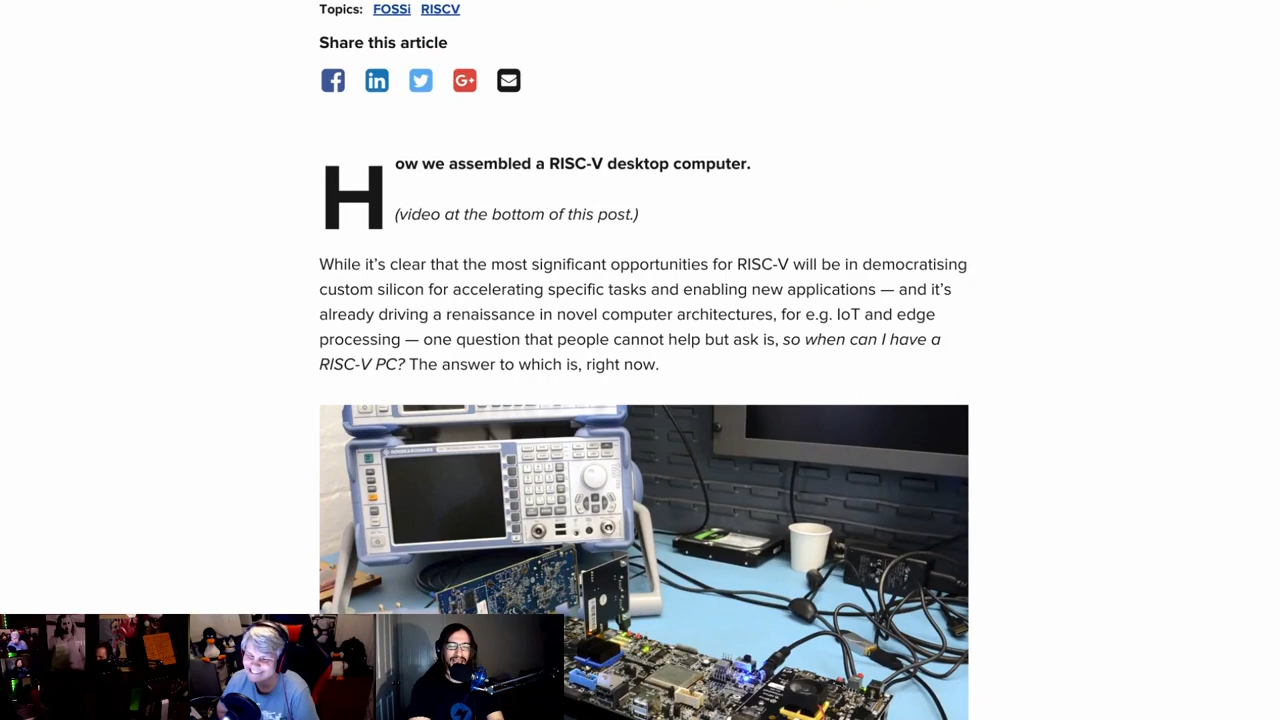 Topics: FOSSi RISCV
Share this article
How we assembled a RISC-V desktop computer.
(video at the bottom of this post.)
While it’s clear that the most significant opportunities for RISC-V will be in democratising
custom silicon for accelerating specific tasks and enabling new applications — and it’s
already driving a renaissance in novel computer architectures, for e.g. IoT and edge
processing — one question that people cannot help but ask is, so when can I have a
RISC-V PC? The answer to which is, right now.